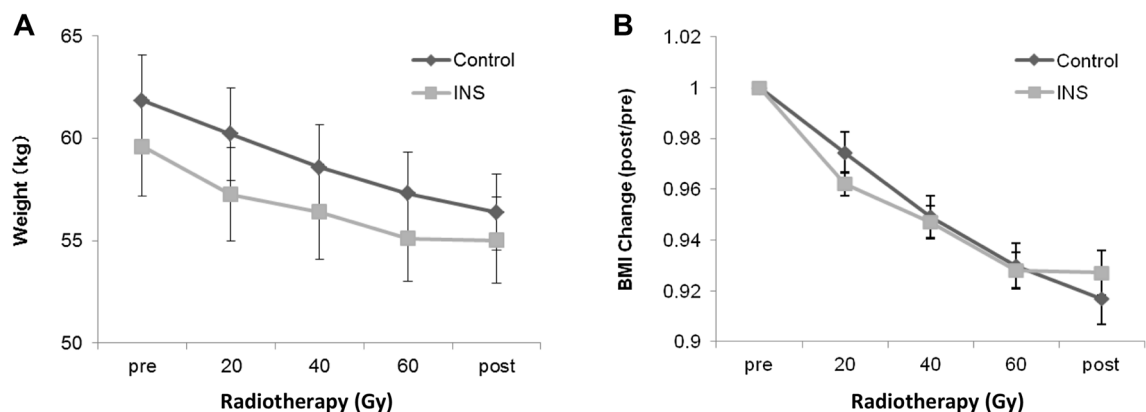 A
Weight (kg)
65
60
55
50
Control
INS
pre 20 40 60 post
Radiotherapy (Gy)
B
BMI Change (post/pre)
1.02
1
0.98
0.96
0.94
0.92
0.9
Control
INS
pre 20 40 60 post
Radiotherapy (Gy)